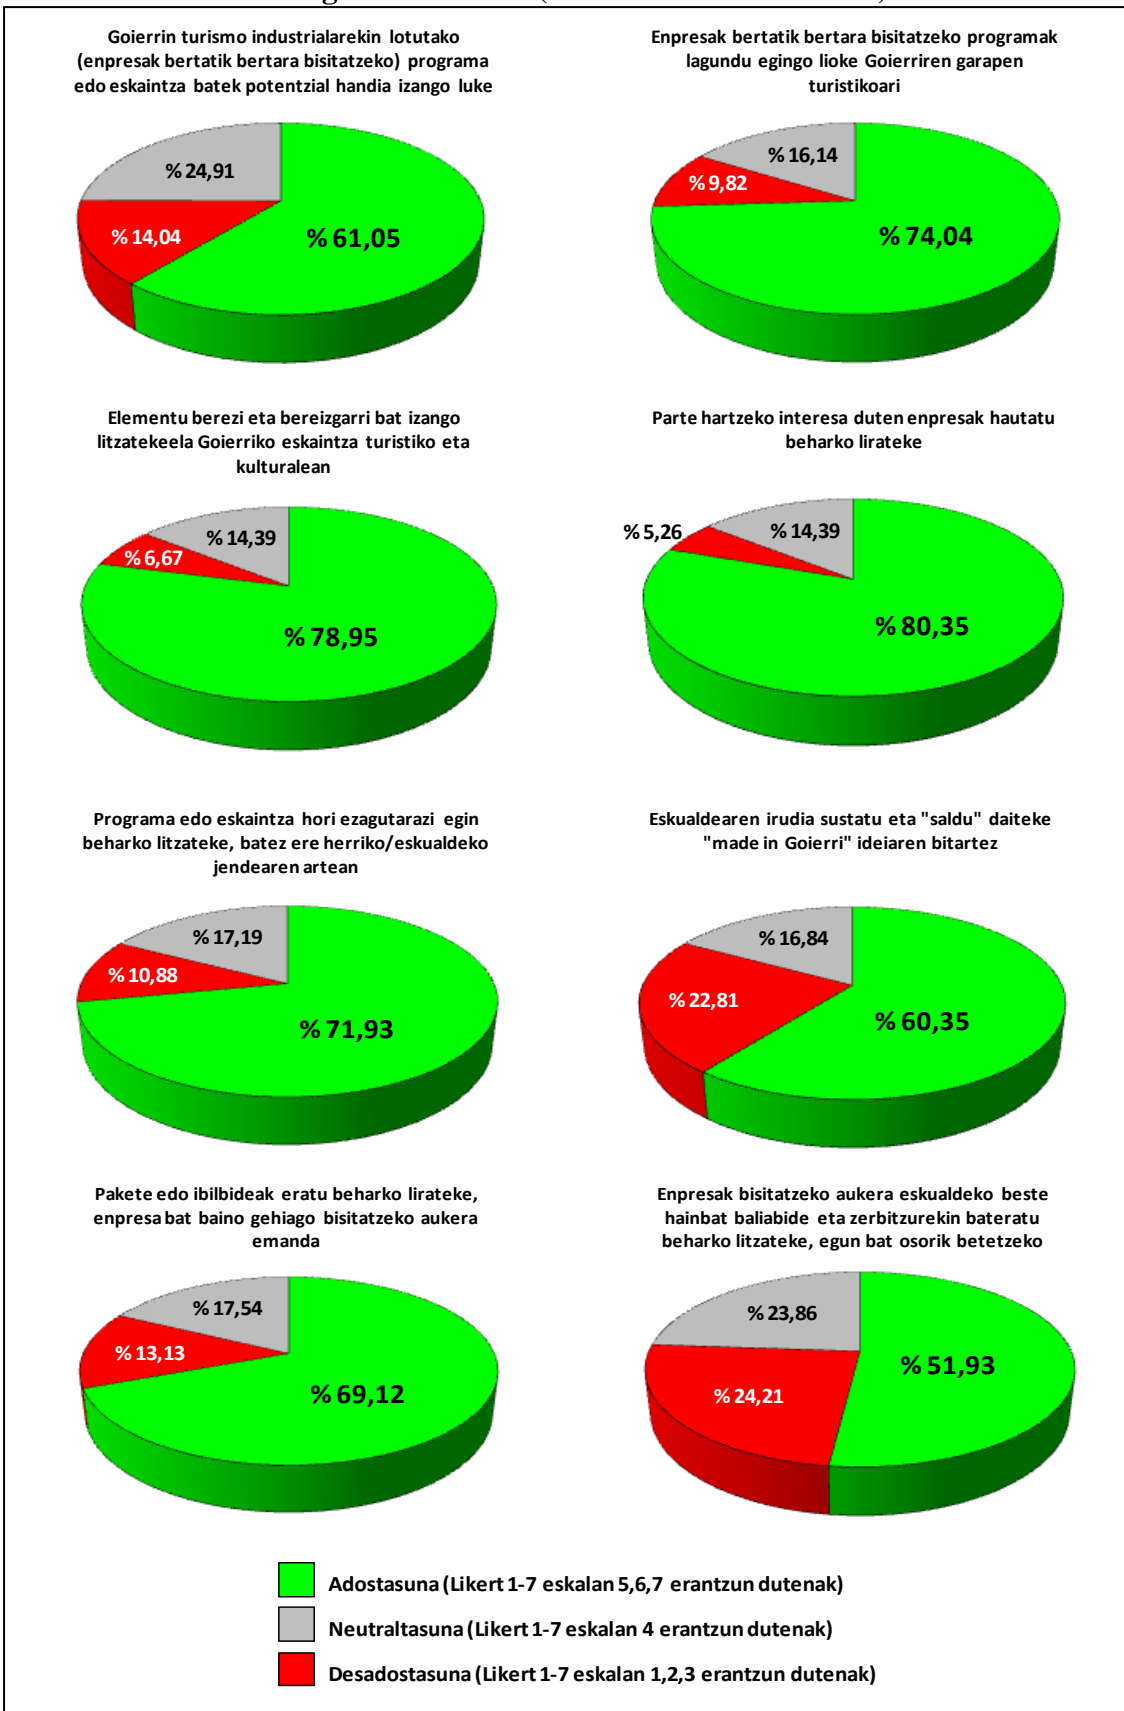 Goierrin turismo industrialarekin lotutako
(enpresak bertatik bertara bisitatzeko) programa
edo eskaintza batek potentzial handia izango luke
% 24,91
% 14,04
% 61,05
Enpresak bertatik bertara bisitatzeko programak
lagundu egingo lioke Goierriren garapen
turistikoari
% 16,14
% 9,82
% 74,04
Elementu berezi eta bereizgarri bat izango
litzatekeela Goierriko eskaintza turistiko eta
kulturalean
% 14,39
% 6,67
% 78,95
Parte hartzeko interesa duten enpresak hautatu
beharko lirateke
% 5,26
% 14,39
% 80,35
Programa edo eskaintza hori ezagutarazi egin
beharko litzateke, batez ere herriko/eskualdeko
jendearen artean
% 17,19
% 10,88
% 71,93
Eskualdearen irudia sustatu eta "saldu" daiteke
"made in Goierri" ideiaren bitartez
% 16,84
% 22,81
% 60,35
Pakete edo ibilbideak eratu beharko lirateke,
enpresa bat baino gehiago bisitatzeko aukera
emanda
% 17,54
% 13,13
% 69,12
Enpresak bisitatzeko aukera eskualdeko beste
hainbat baliabide eta zerbitzurekin bateratu
beharko litzateke, egun bat osorik betetzeko
% 23,86
% 24,21
% 51,93
Adostasuna (Likert 1-7 eskalan 5,6,7 erantzun dutenak)
Neutraltasuna (Likert 1-7 eskalan 4 erantzun dutenak)
Desadostasuna (Likert 1-7 eskalan 1,2,3 erantzun dutenak)